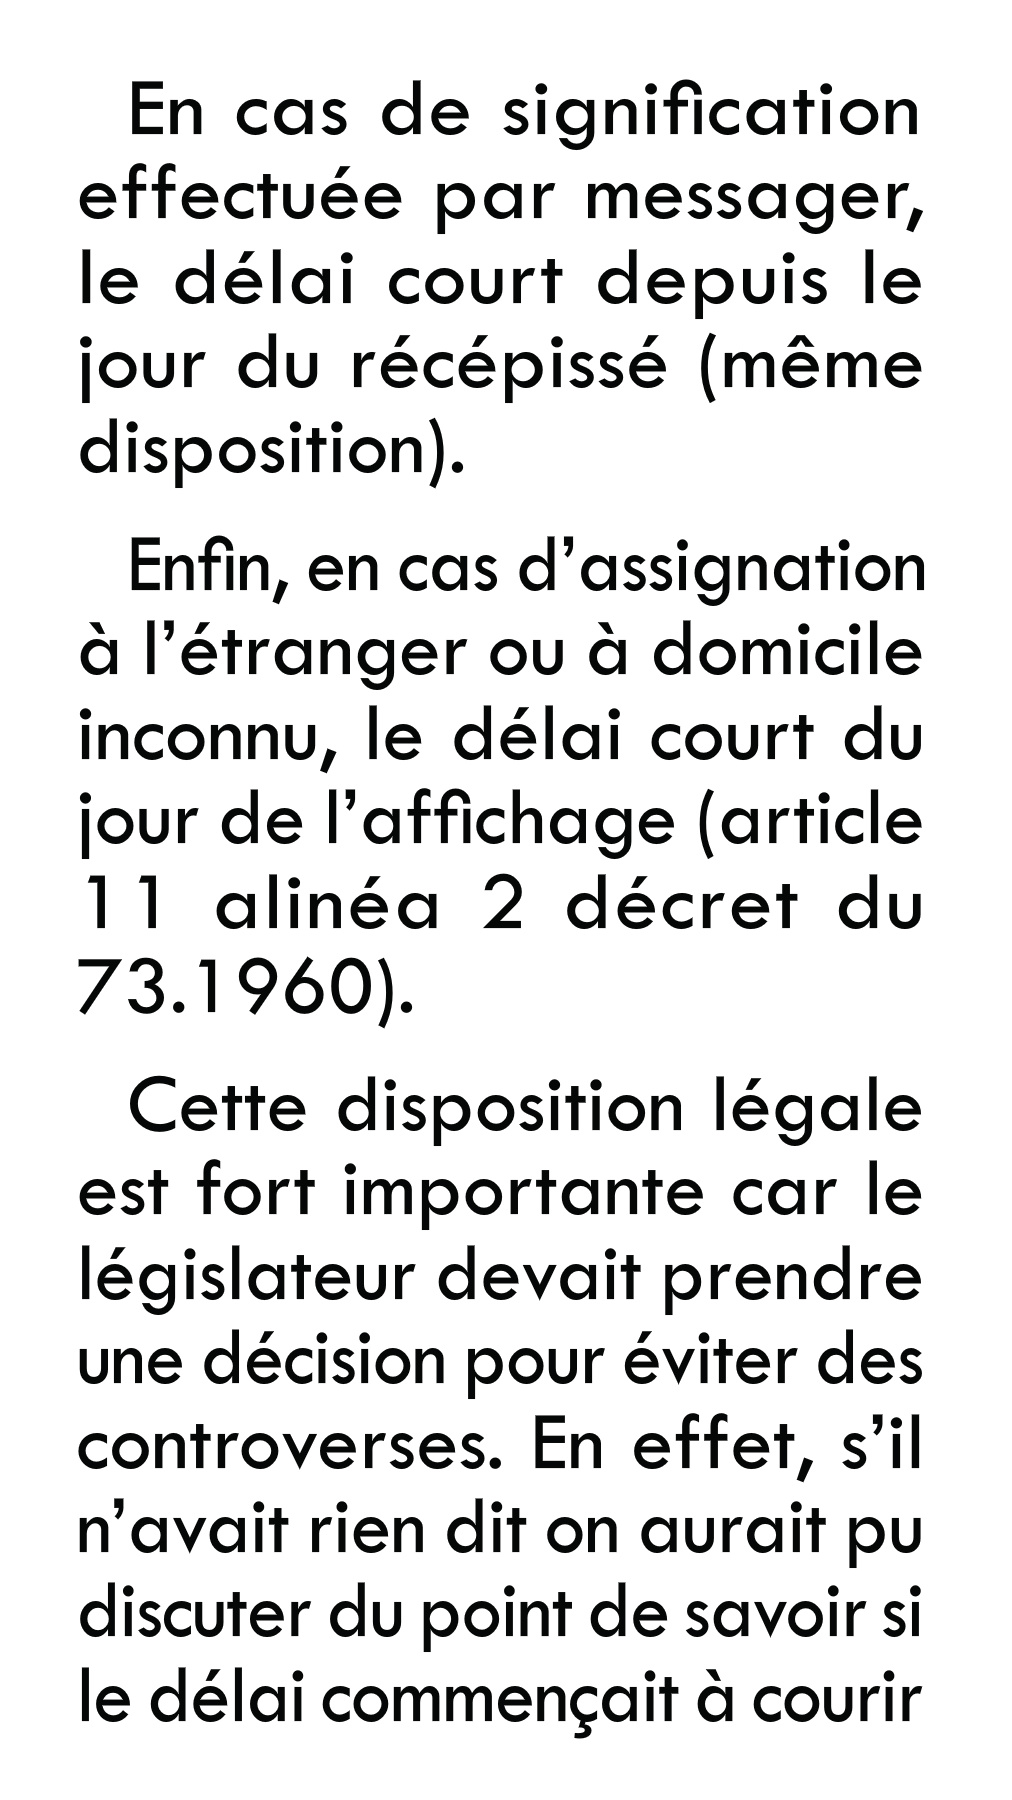 En cas de signification
effectuée par messager,
le délai court depuis le
jour du récépissé (même
disposition).
Enfin, en cas d’assignation
à l’étranger ou à domicile
inconnu, le délai court du
jour de l’affichage (article
11 alinéa 2 décret du
73.1960).
Cette disposition légale
est fort importante car le
législateur devait prendre
une décision pour éviter des
controverses. En effet, s’il
n’avait rien dit on aurait pu
discuter du point de savoir si
le délai commençait à courir